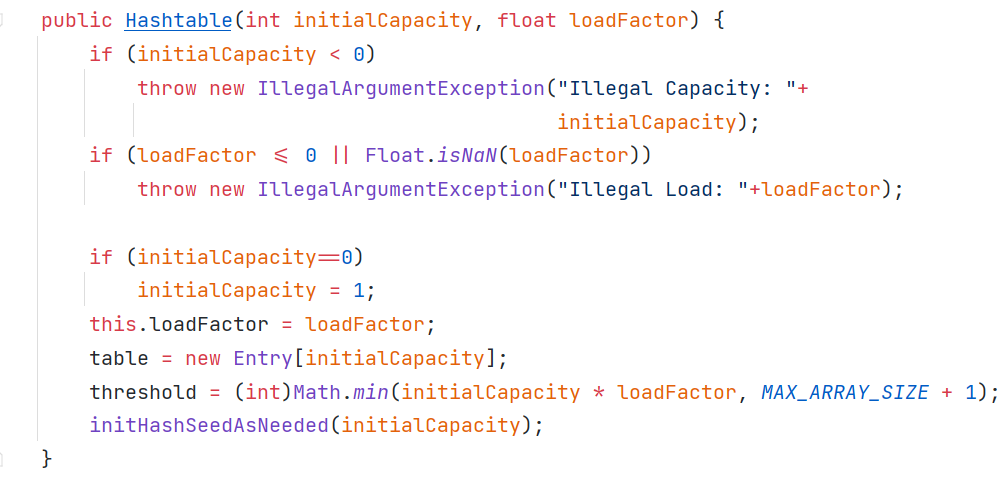 public Hashtable(int initialCapacity, float loadFactor) {
    if (initialCapacity < 0)
        throw new IllegalArgumentException("Illegal Capacity: "+
                                           initialCapacity);
    if (loadFactor <= 0 || Float.isNaN(loadFactor))
        throw new IllegalArgumentException("Illegal Load: "+loadFactor);

    if (initialCapacity==0)
        initialCapacity = 1;
    this.loadFactor = loadFactor;
    table = new Entry[initialCapacity];
    threshold = (int)Math.min(initialCapacity * loadFactor, MAX_ARRAY_SIZE + 1);
    initHashSeedAsNeeded(initialCapacity);
}